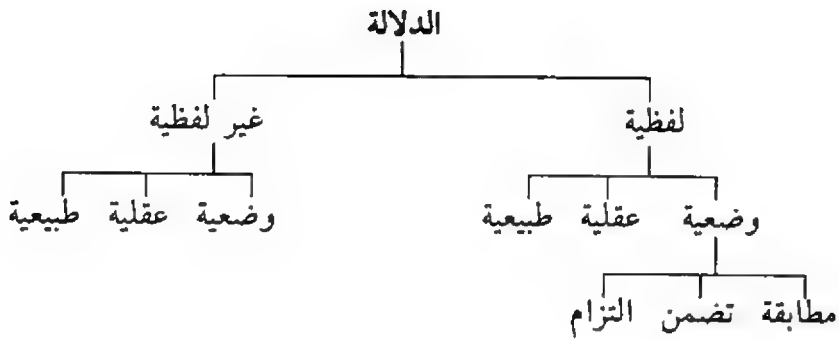 الدلالة
لفظية غير لفظية
وضعية عقلية طبيعية وضعية عقلية طبيعية
مطابقة تضمن التزام